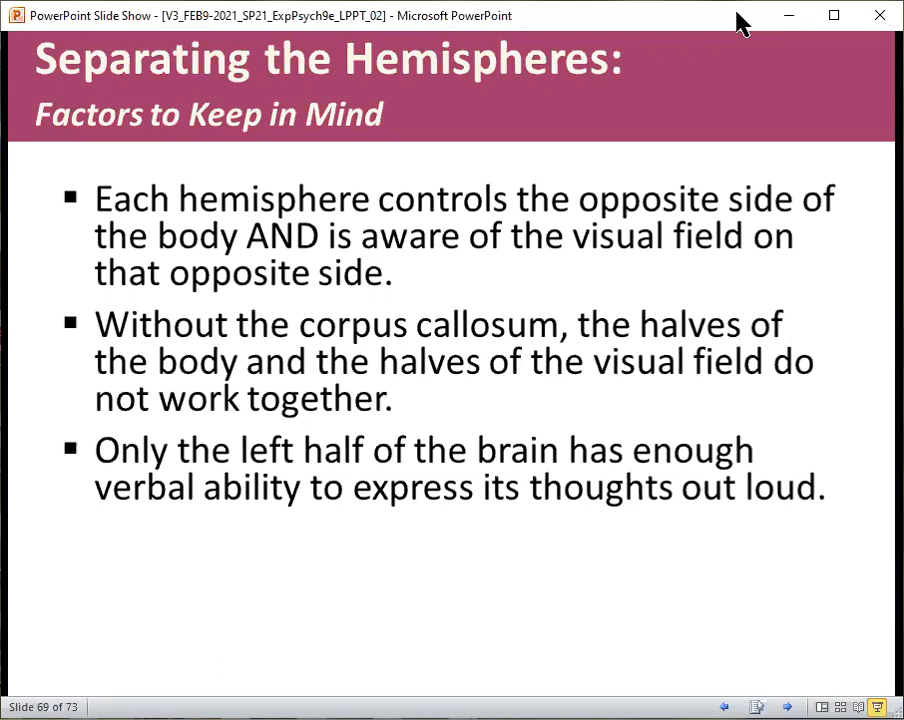 PowerPoint Slide Show - [V3_FEB9-2021_SP21_ExpPsych9e_LPPT_02] - Microsoft PowerPoint
Separating the Hemispheres:
Factors to Keep in Mind
▪ Each hemisphere controls the opposite side of
the body AND is aware of the visual field on
that opposite side.
▪ Without the corpus callosum, the halves of
the body and the halves of the visual field do
not work together.
▪ Only the left half of the brain has enough
verbal ability to express its thoughts out loud.
Slide 69 of 73